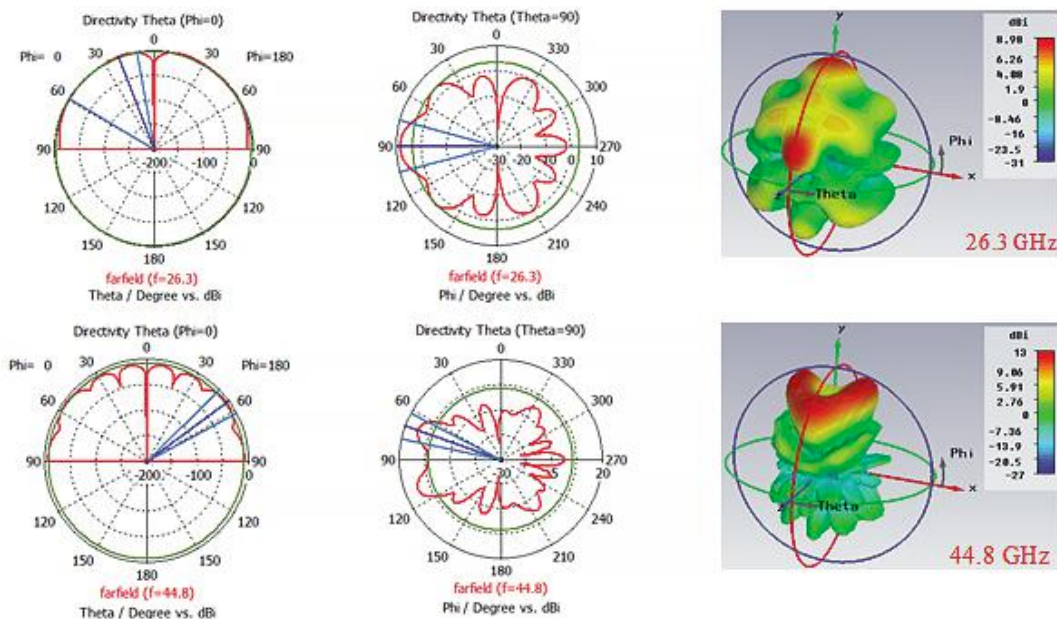 Directivity Theta (Phi=0)
0
30 30
Phi= 0 Phi=180
60 60
90 90
-200 -100 0
120 120
150 150
180
farfield (f=26.3)
Theta / Degree vs. dBi
Directivity Theta (Theta=90)
0
30 330
60 300
90 270
-30 -20 0 10
120 240
150 210
180
farfield (f=26.3)
Phi / Degree vs. dBi
y
Phi
x
Theta
dBi
8.98
6.26
4.08
1.9
0
-8.46
-16
-23.5
-31
26.3 GHz
Directivity Theta (Phi=0)
0
30 30
Phi= 0 Phi=180
60 60
90 90
-200 -100 0
120 120
150 150
180
farfield (f=44.8)
Theta / Degree vs. dBi
Directivity Theta (Theta=90)
0
30 330
60 300
90 270
20
120 240
150 210
180
farfield (f=44.8)
Phi / Degree vs. dBi
y
Phi
x
Theta
dBi
13
9.06
5.91
2.76
0
-7.36
-13.9
-20.5
-27
44.8 GHz